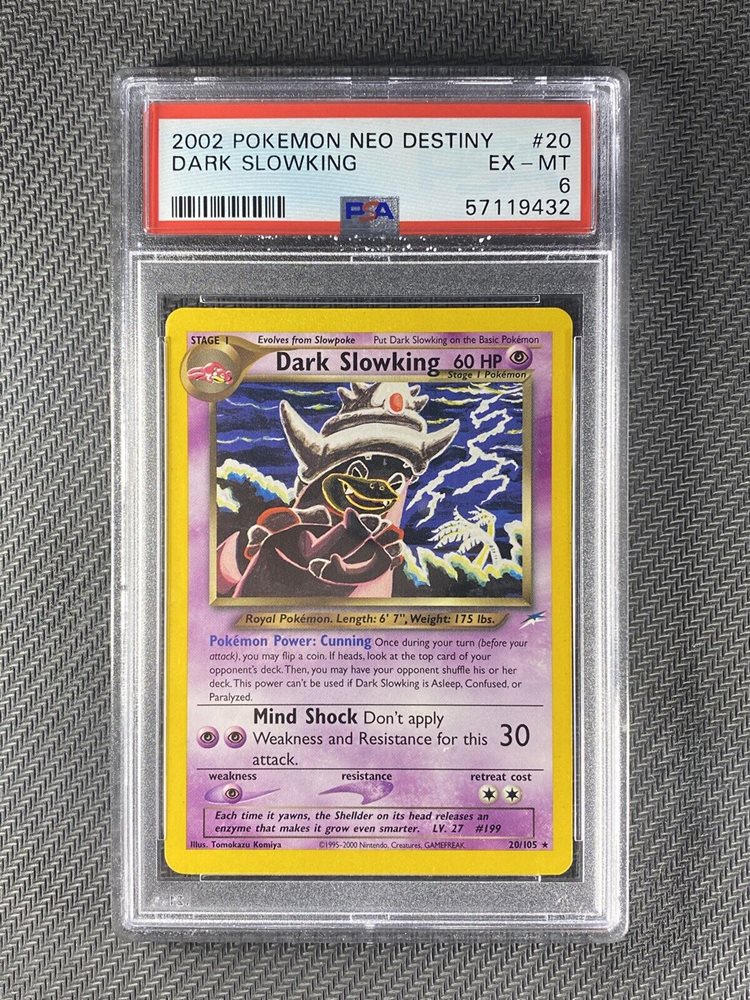 2002 POKEMON NEO DESTINY #20
DARK SLOWKING EX - MT
6
PSA 57119432
STAGE 1 Evolves from Slowpoke Put Dark Slowking on the Basic Pokémon
Dark Slowking 60 HP
Stage 1 Pokémon
Royal Pokémon. Length: 6' 7", Weight: 175 lbs.
Pokémon Power: Cunning Once during your turn (before your
attack), you may flip a coin. If heads, look at the top card of your
opponent's deck. Then, you may have your opponent shuffle his or her
deck. This power can't be used if Dark Slowking is Asleep, Confused, or
Paralyzed.
Mind Shock Don't apply
Weakness and Resistance for this 30
attack.
weakness resistance retreat cost
Each time it yawns, the Shellder on its head releases an
enzyme that makes it grow even smarter. LV. 27 #199
Illus. Tomokazu Komiya ©1995-2000 Nintendo, Creatures, GAMEFREAK. 20/105 ★